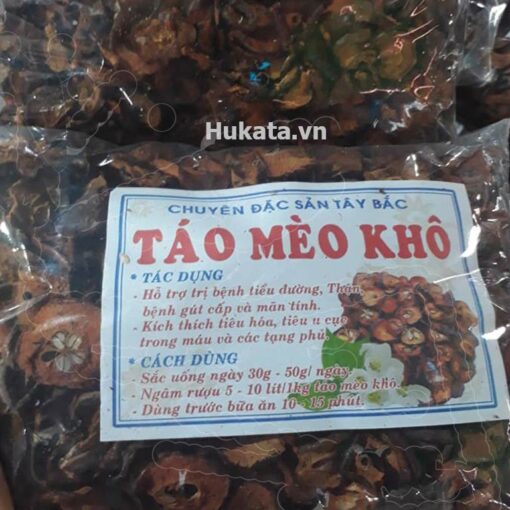 Hukata.vn
CHUYÊN ĐẶC SẢN TÂY BẮC
TÁO MÈO KHÔ
* TÁC DỤNG
- Hỗ trợ trị bệnh tiểu đường, Thận,
bệnh gút cấp và mãn tính.
- Kích thích tiêu hóa, tiêu u cục
trong máu và các tạng phủ.
* CÁCH DÙNG
- Sắc uống ngày 30g - 50g/ ngày.
- Ngâm rượu 5 - 10 lít/1kg táo mèo khô.
- Dùng trước bữa ăn 10 - 15 phút.